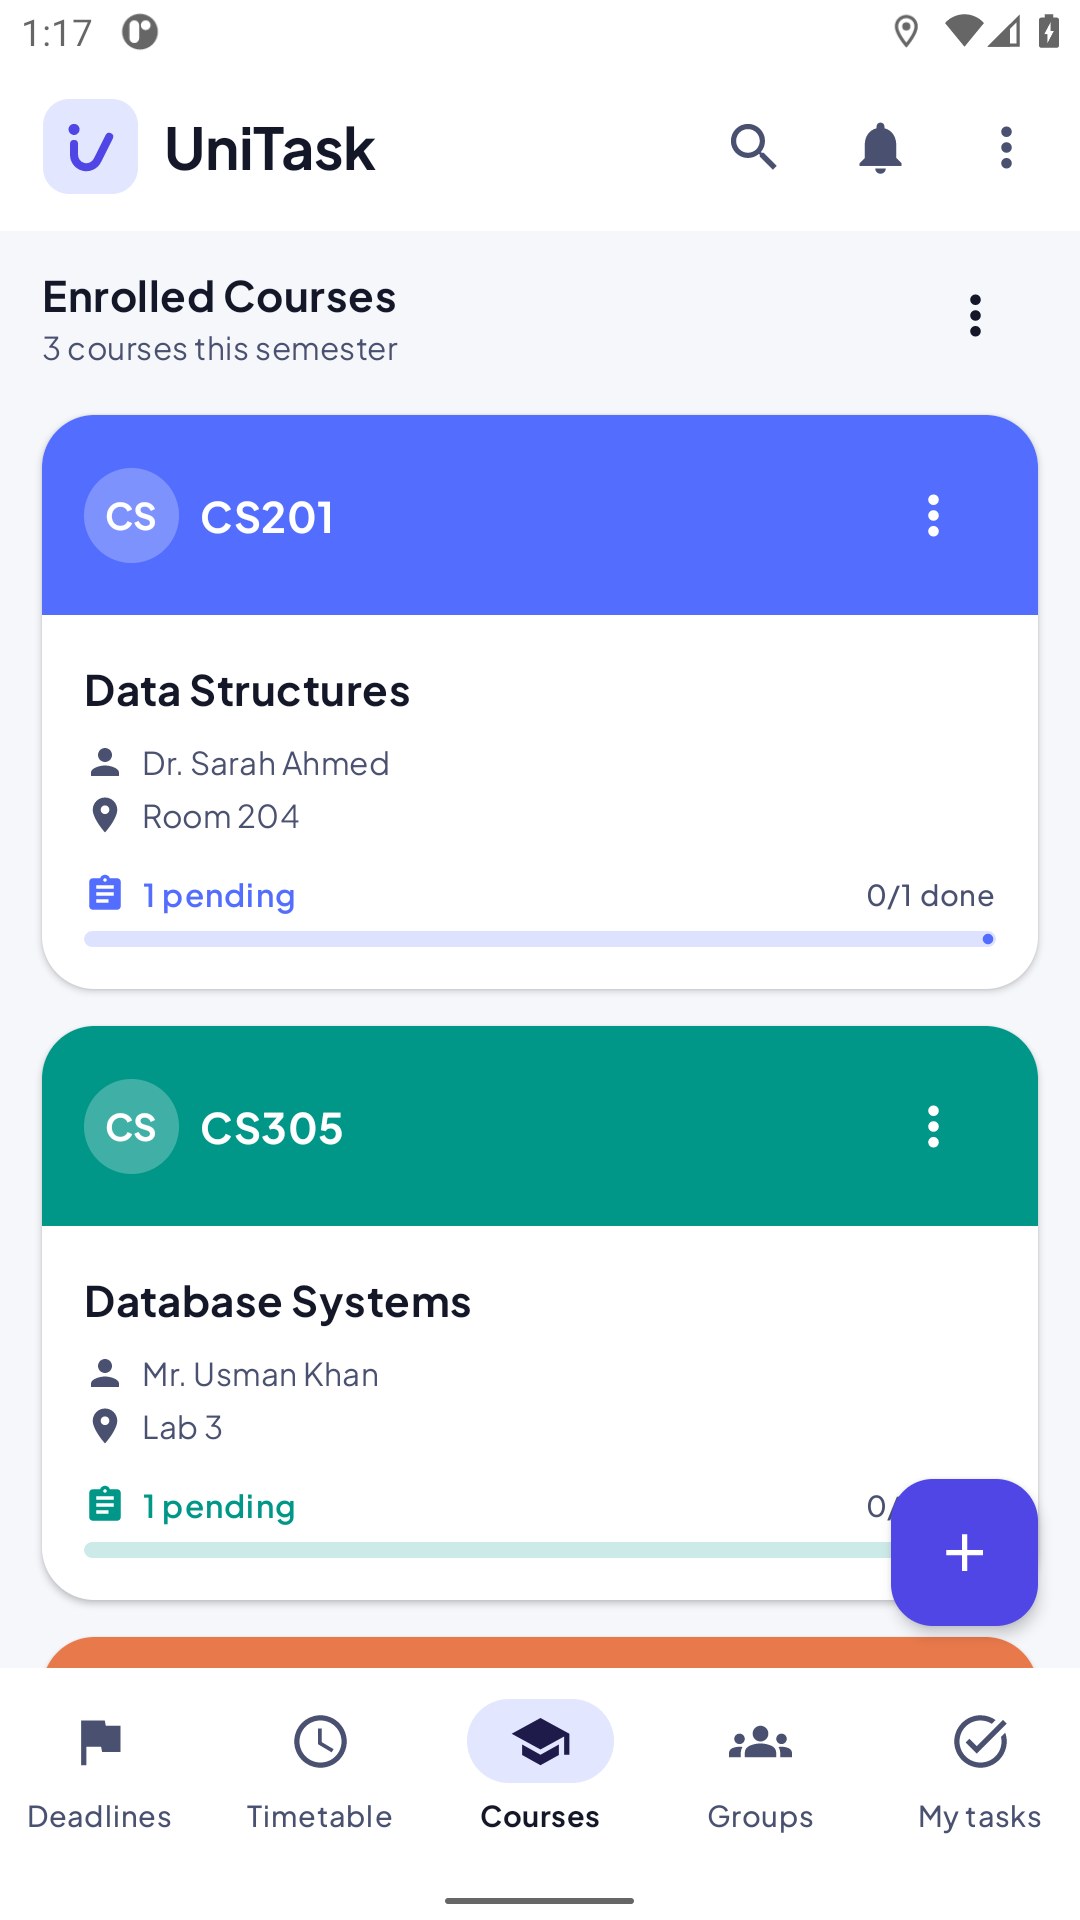 1:17
UniTask
Enrolled Courses
3 courses this semester
CS CS201
Data Structures
Dr. Sarah Ahmed
Room 204
1 pending 0/1 done
CS CS305
Database Systems
Mr. Usman Khan
Lab 3
1 pending 0/
+
Deadlines Timetable Courses Groups My tasks